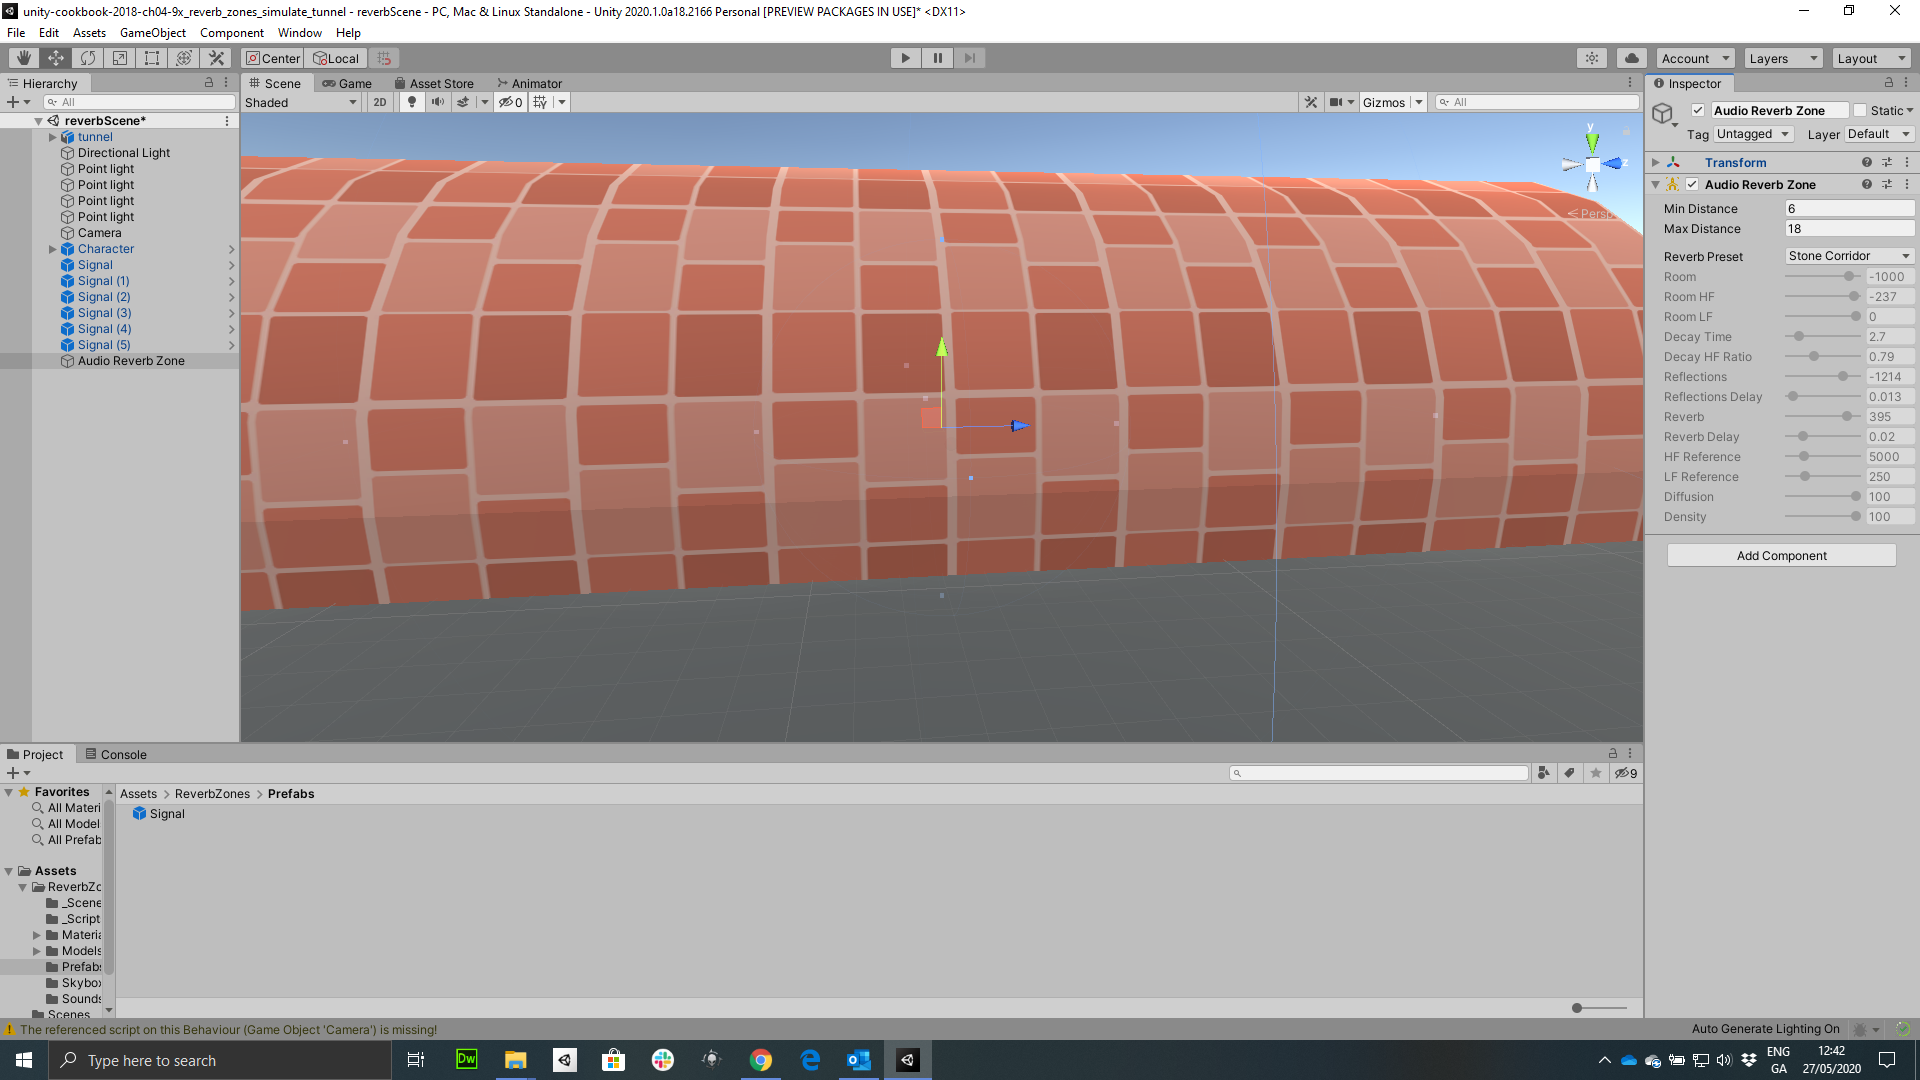 unity-cookbook-2018-ch04-9x_reverb_zones_simulate_tunnel - reverbScene - PC, Mac & Linux Standalone - Unity 2020.1.0a18.2166 Personal [PREVIEW PACKAGES IN USE]* <DX11>
File Edit Assets GameObject Component Window Help
Center Local Account Layers Layout
Hierarchy
All
reverbScene*
tunnel
Directional Light
Point light
Point light
Point light
Point light
Camera
Character
Signal
Signal (1)
Signal (2)
Signal (3)
Signal (4)
Signal (5)
Audio Reverb Zone
Scene Game Asset Store Animator
Shaded 2D 0 Gizmos All
y
z
Persp
Inspector
Audio Reverb Zone Static
Tag Untagged Layer Default
Transform
Audio Reverb Zone
Min Distance 6
Max Distance 18
Reverb Preset Stone Corridor
Room -1000
Room HF -237
Room LF 0
Decay Time 2.7
Decay HF Ratio 0.79
Reflections -1214
Reflections Delay 0.013
Reverb 395
Reverb Delay 0.02
HF Reference 5000
LF Reference 250
Diffusion 100
Density 100
Add Component
Project Console
9
Favorites
All Materi
All Model
All Prefab
Assets
ReverbZo
_Scene
_Script
Materia
Models
Prefabs
Skybox
Sounds
Scenes
Assets > ReverbZones > Prefabs
Signal
The referenced script on this Behaviour (Game Object 'Camera') is missing!
Auto Generate Lighting On
Type here to search
Dw
ENG
GA
12:42
27/05/2020